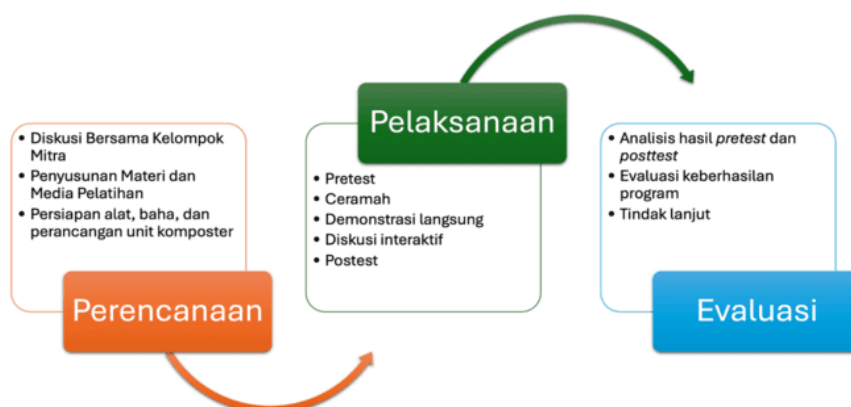 • Diskusi Bersama Kelompok
Mitra
• Penyusunan Materi dan
Media Pelatihan
• Persiapan alat, baha, dan
perancangan unit komposter
Perencanaan
Pelaksanaan
• Pretest
• Ceramah
• Demonstrasi langsung
• Diskusi interaktif
• Postest
• Analisis hasil pretest dan
posttest
• Evaluasi keberhasilan
program
• Tindak lanjut
Evaluasi